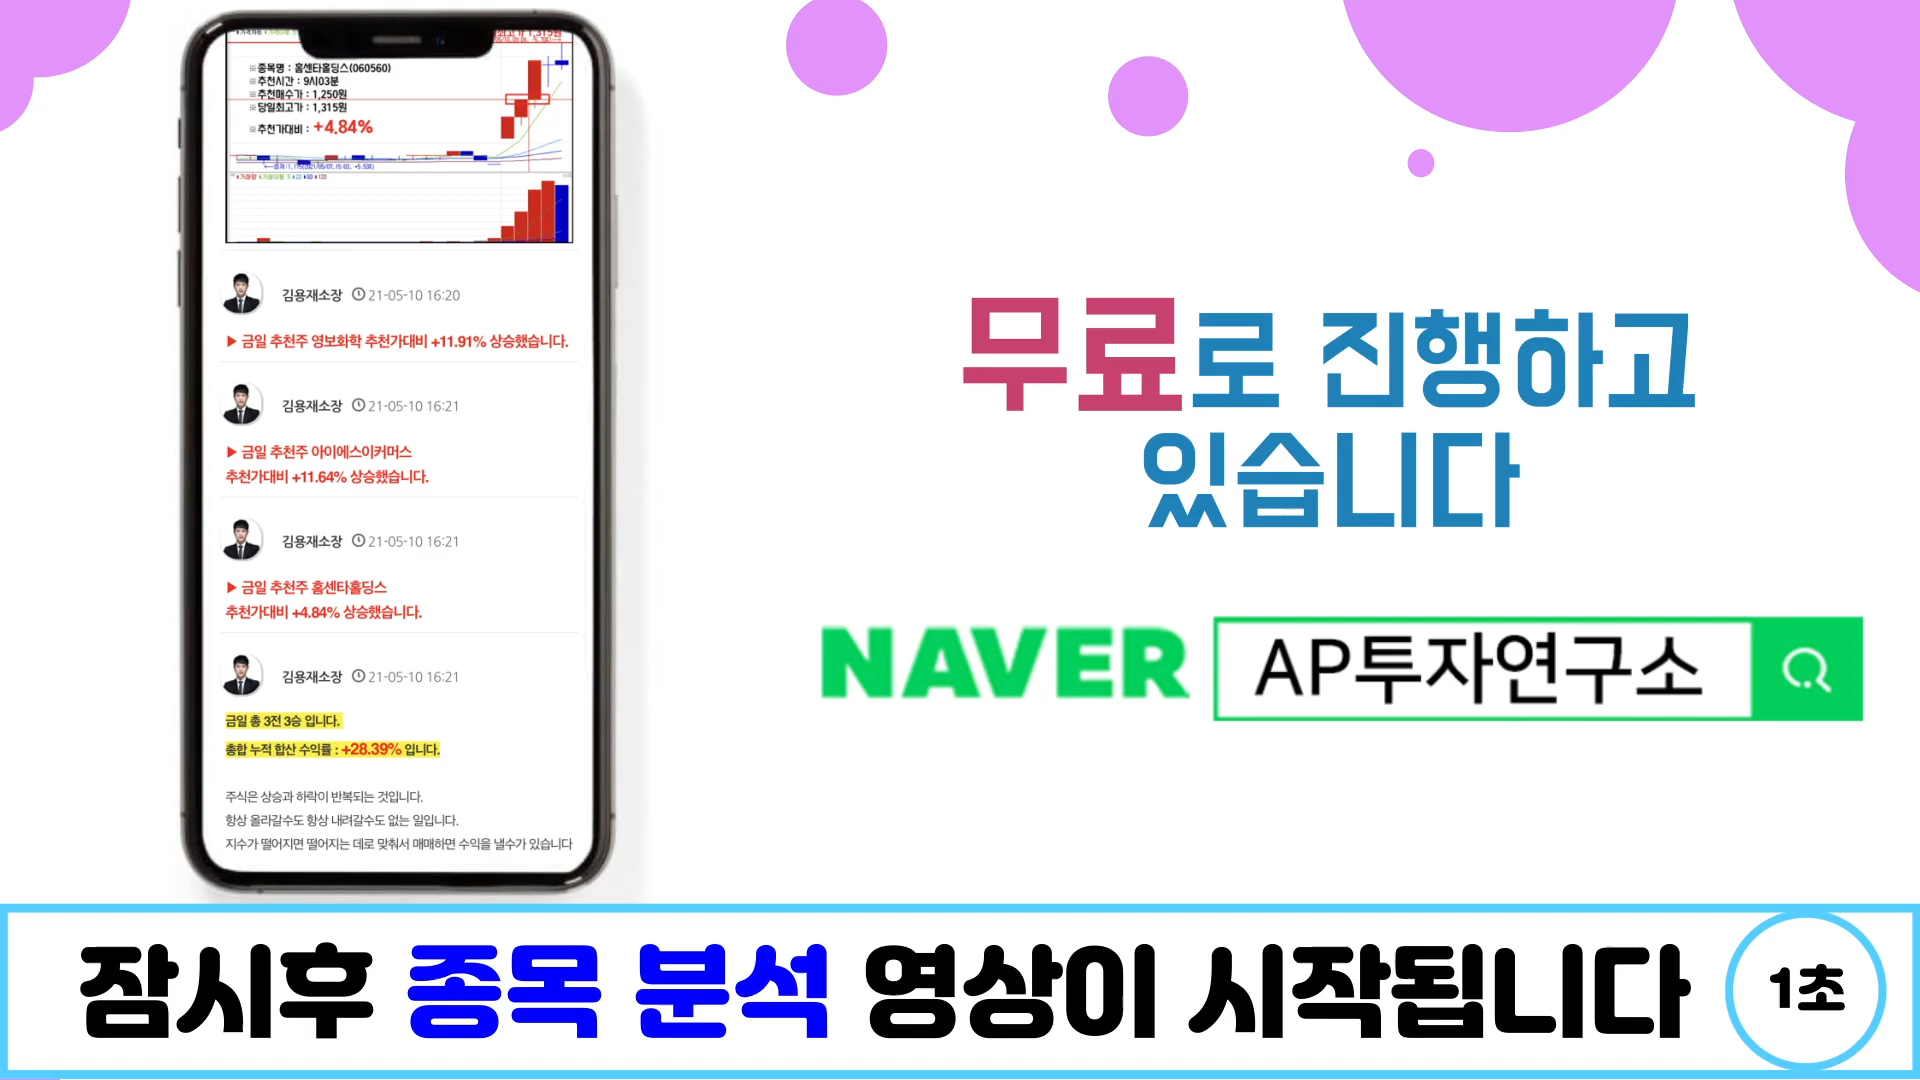 ※종목명 : 홈센타홀딩스(060560)
※추천시간 : 9시03분
※추천매수가 : 1,250원
※당일최고가 : 1,315원
※추천가대비 : +4.84%
김용재소장 21-05-10 16:20
▶ 금일 추천주 영보화학 추천가대비 +11.91% 상승했습니다.
김용재소장 21-05-10 16:21
▶ 금일 추천주 아이에스이커머스
추천가대비 +11.64% 상승했습니다.
김용재소장 21-05-10 16:21
▶ 금일 추천주 홈센타홀딩스
추천가대비 +4.84% 상승했습니다.
김용재소장 21-05-10 16:21
금일 총 3전 3승 입니다.
총합 누적 합산 수익률 : +28.39% 입니다.
주식은 상승과 하락이 반복되는 것입니다.
항상 올라갈수도 항상 내려갈수도 없는 일입니다.
지수가 떨어지면 떨어지는 데로 맞춰서 매매하면 수익을 낼수가 있습니다
무료로 진행하고
있습니다
NAVER AP투자연구소
잠시후 종목 분석 영상이 시작됩니다 1초